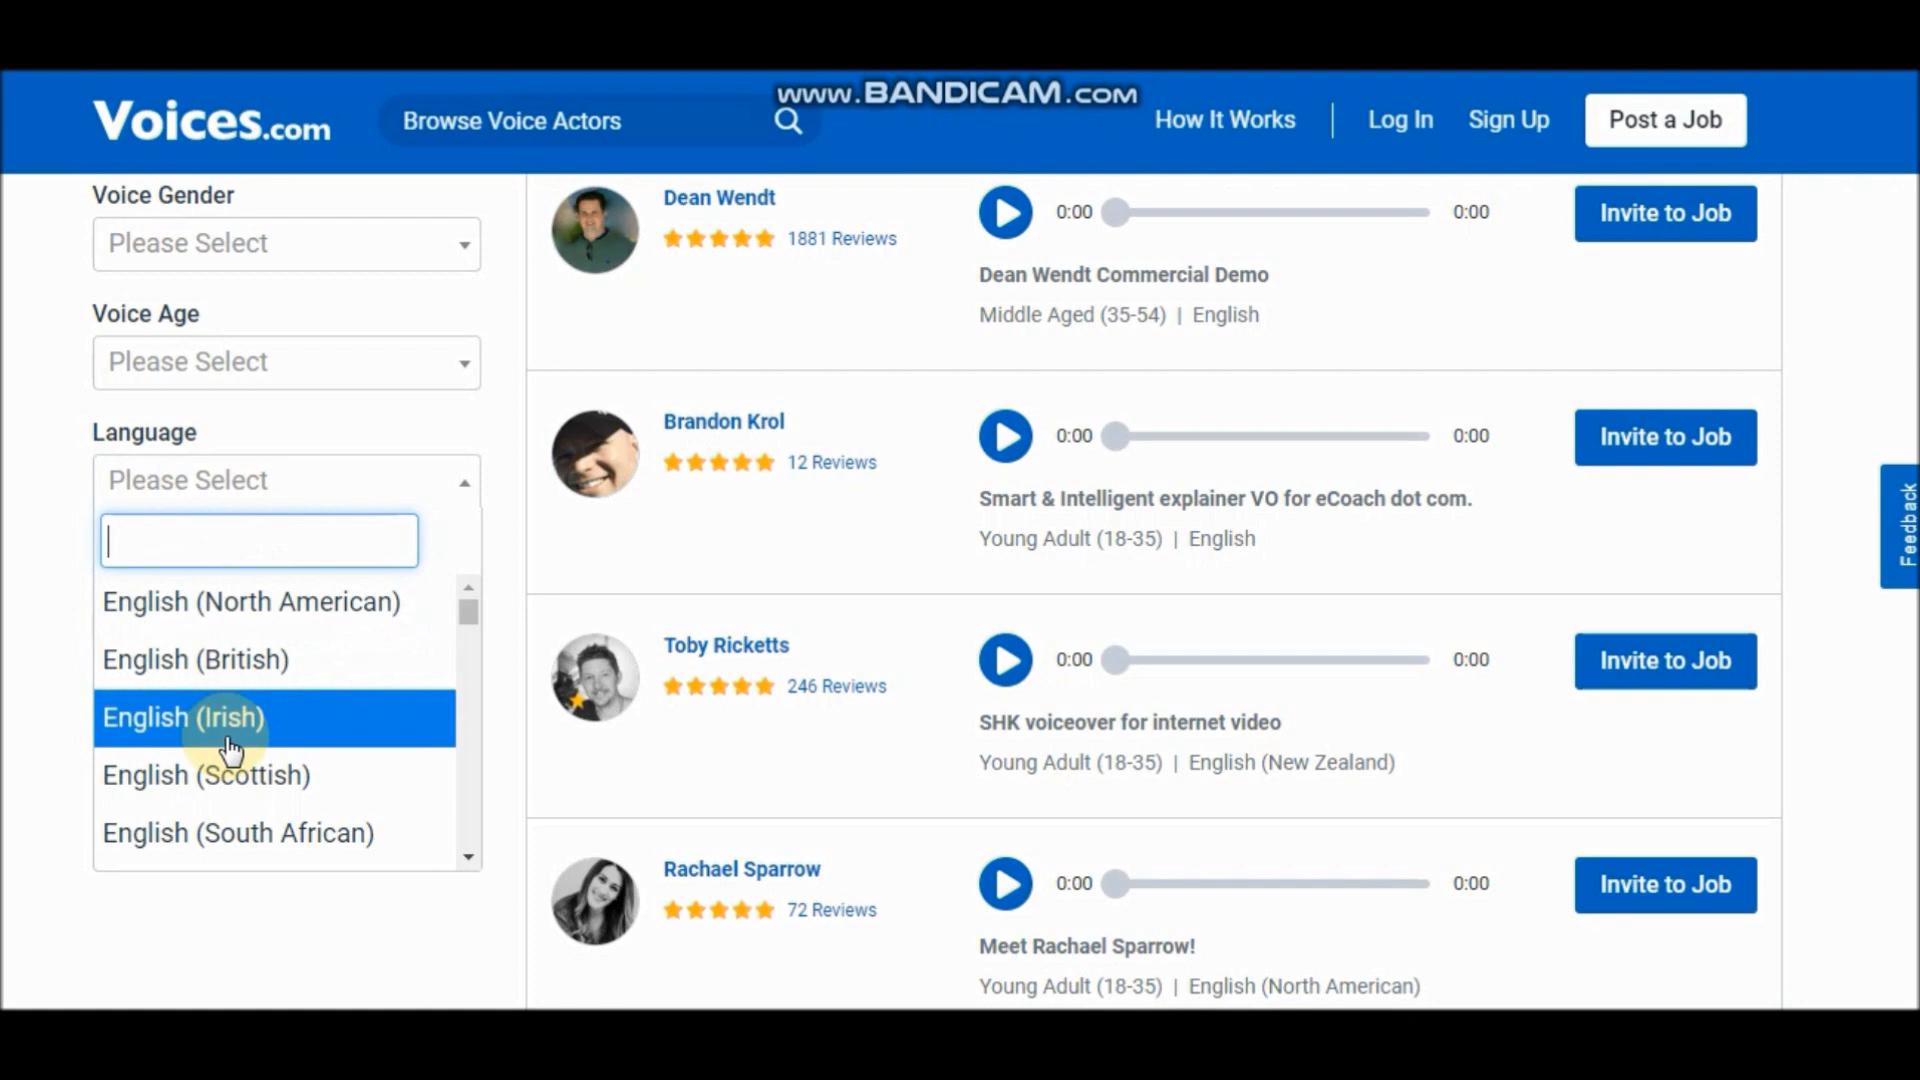 www.BANDICAM.com
Voices.com
Browse Voice Actors
How It Works
Log In
Sign Up
Post a Job
Voice Gender
Please Select
Voice Age
Please Select
Language
Please Select
English (North American)
English (British)
English (Irish)
English (Scottish)
English (South African)
Dean Wendt
1881 Reviews
0:00
0:00
Invite to Job
Dean Wendt Commercial Demo
Middle Aged (35-54) | English
Brandon Krol
12 Reviews
0:00
0:00
Invite to Job
Smart & Intelligent explainer VO for eCoach dot com.
Young Adult (18-35) | English
Toby Ricketts
246 Reviews
0:00
0:00
Invite to Job
SHK voiceover for internet video
Young Adult (18-35) | English (New Zealand)
Rachael Sparrow
72 Reviews
0:00
0:00
Invite to Job
Meet Rachael Sparrow!
Young Adult (18-35) | English (North American)
Feedback